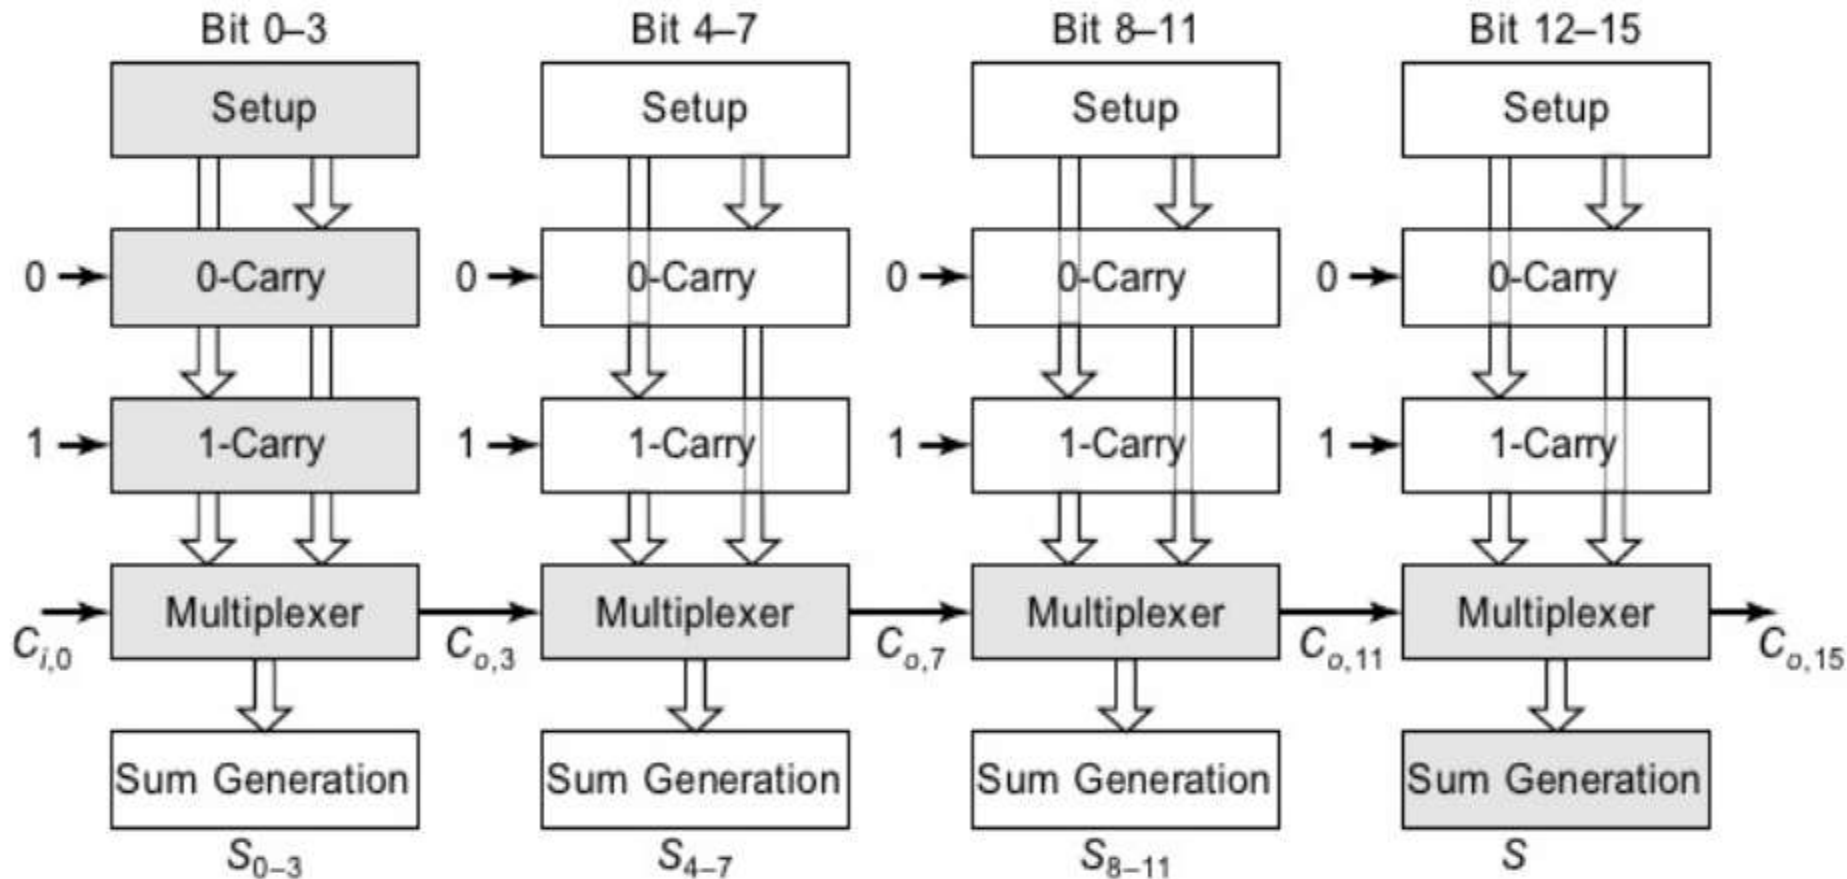 Bit 0–3 Bit 4–7 Bit 8–11 Bit 12–15
Setup Setup Setup Setup
0 0-Carry 0 0-Carry 0 0-Carry 0 0-Carry
1 1-Carry 1 1-Carry 1 1-Carry 1 1-Carry
Multiplexer Multiplexer Multiplexer Multiplexer
C_{i,0} C_{o,3} C_{o,7} C_{o,11} C_{o,15}
Sum Generation Sum Generation Sum Generation Sum Generation
S_{0–3} S_{4–7} S_{8–11} S